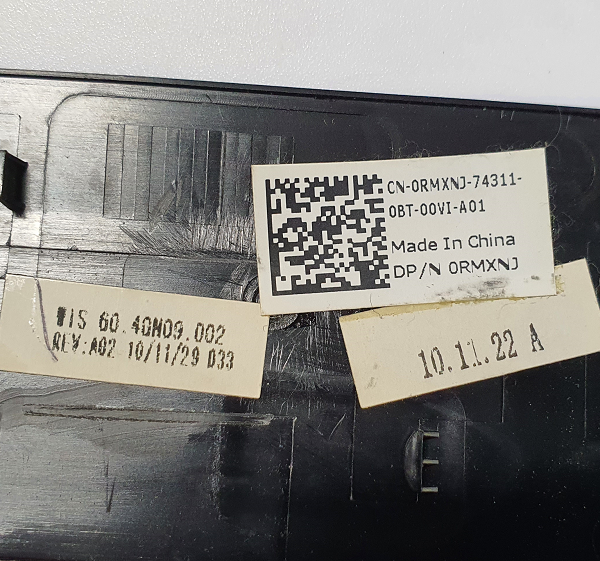 CN-0RMXNJ-74311-
0BT-00VI-A01
Made In China
DP/N 0RMXNJ
WIS 60.4GN09.002
REV:A02 10/11/29 D33
10.11.22 A